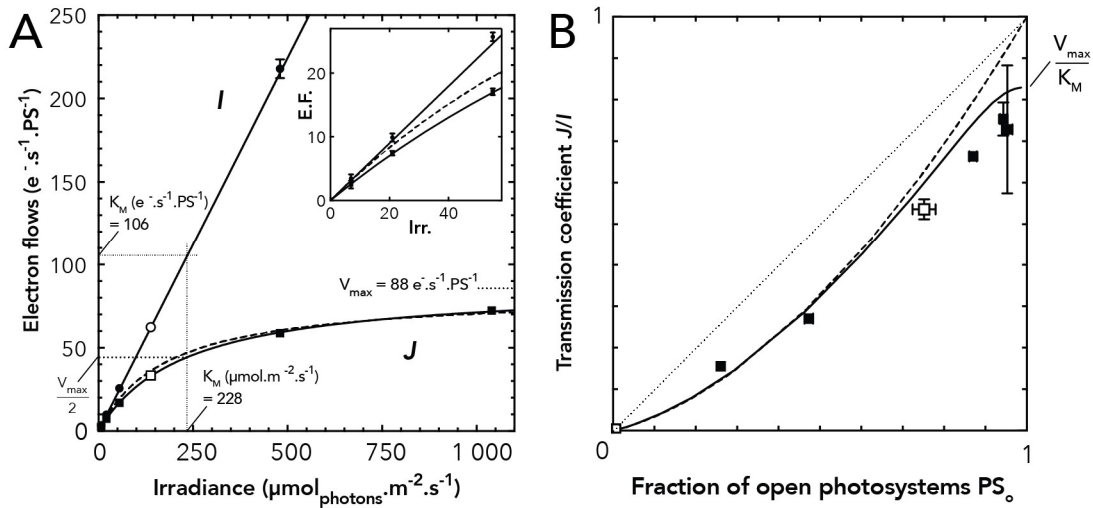 A
250
200
150
100
50
0
Electron flows (e⁻.s⁻¹.PS⁻¹)
I
K_M (e⁻.s⁻¹.PS⁻¹)
= 106
V_max
2
20
10
0
E.F.
0
20
40
Irr.
V_max = 88 e⁻.s⁻¹.PS⁻¹
J
K_M (µmol.m⁻².s⁻¹)
= 228
0
250
500
750
1 000
Irradiance (µmol_photons.m⁻².s⁻¹)
B
1
Transmission coefficient J/I
V_max
K_M
0
1
Fraction of open photosystems PS_o